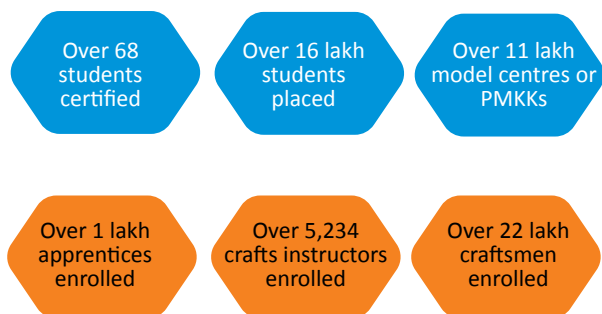 Over 68
students
certified
Over 16 lakh
students
placed
Over 11 lakh
model centres or
PMKKs
Over 1 lakh
apprentices
enrolled
Over 5,234
crafts instructors
enrolled
Over 22 lakh
craftsmen
enrolled